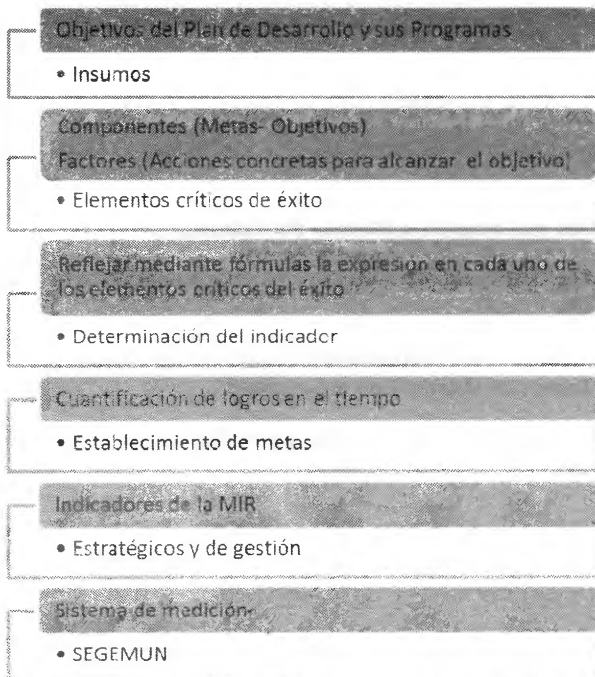 Objetivos del Plan de Desarrollo y sus Programas
• Insumos
Componentes (Metas- Objetivos)
Factores (Acciones concretas para alcanzar el objetivo)
• Elementos críticos de éxito
Reflejar mediante fórmulas la expresión en cada uno de
los elementos críticos del éxito
• Determinación del indicador
Cuantificación de logros en el tiempo
• Establecimiento de metas
Indicadores de la MIR
• Estratégicos y de gestión
Sistema de medición
• SEGEMUN